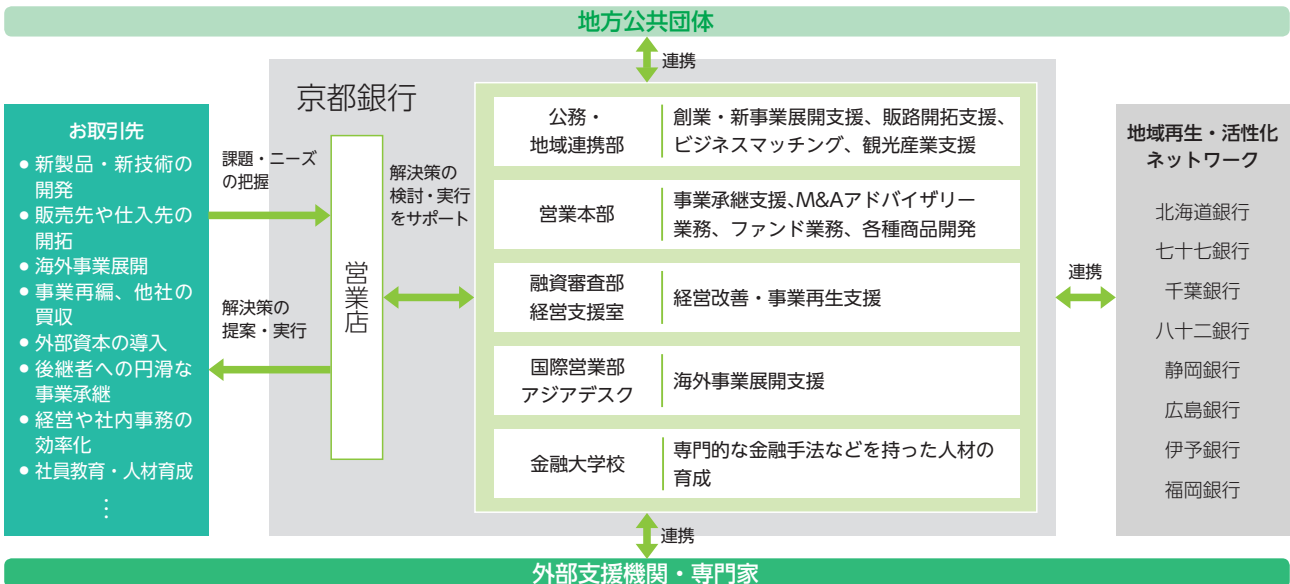 地方公共団体
連携
京都銀行
お取引先
● 新製品・新技術の
開発
● 販売先や仕入先の
開拓
● 海外事業展開
● 事業再編、他社の
買収
● 外部資本の導入
● 後継者への円滑な
事業承継
● 経営や社内事務の
効率化
● 社員教育・人材育成
⋮
課題・ニーズ
の把握
解決策の
提案・実行
営業店
解決策の
検討・実行
をサポート
公務・
地域連携部
創業・新事業展開支援、販路開拓支援、
ビジネスマッチング、観光産業支援
営業本部
事業承継支援、M&Aアドバイザリー
業務、ファンド業務、各種商品開発
融資審査部
経営支援室
経営改善・事業再生支援
国際営業部
アジアデスク
海外事業展開支援
金融大学校
専門的な金融手法などを持った人材の
育成
連携
地域再生・活性化
ネットワーク
北海道銀行
七十七銀行
千葉銀行
八十二銀行
静岡銀行
広島銀行
伊予銀行
福岡銀行
連携
外部支援機関・専門家